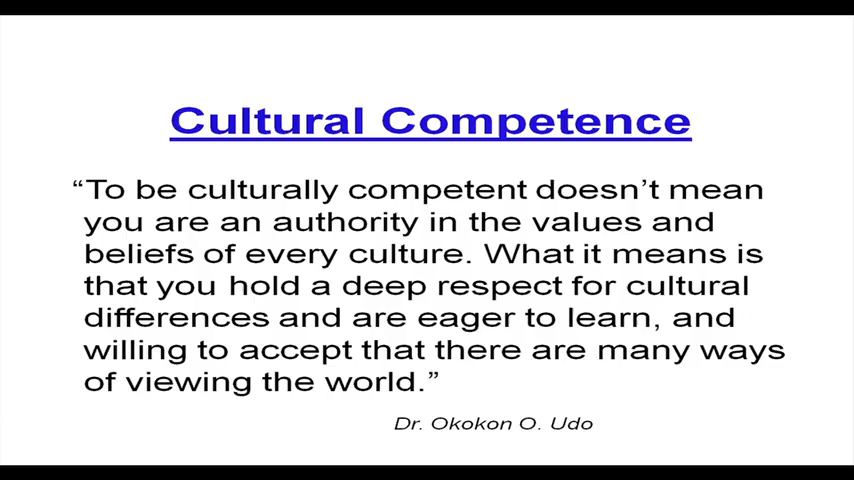 Cultural Competence
“To be culturally competent doesn’t mean
you are an authority in the values and
beliefs of every culture. What it means is
that you hold a deep respect for cultural
differences and are eager to learn, and
willing to accept that there are many ways
of viewing the world.”
Dr. Okokon O. Udo